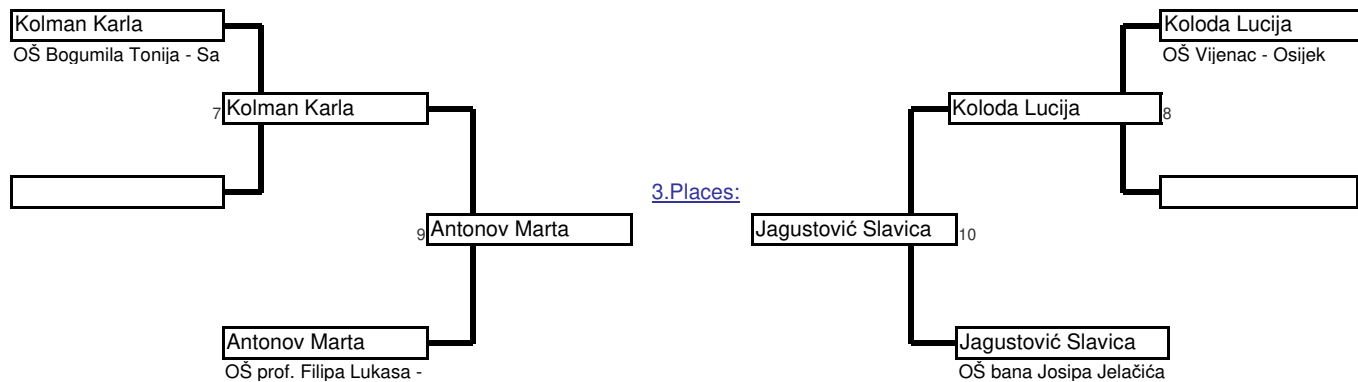 Kolman Karla
OŠ Bogumila Tonija - Sa
7 Kolman Karla
9 Antonov Marta
Antonov Marta
OŠ prof. Filipa Lukasa -
3.Places:
Koloda Lucija
OŠ Vijenac - Osijek
Koloda Lucija 8
Jagustović Slavica 10
Jagustović Slavica
OŠ bana Josipa Jelačića